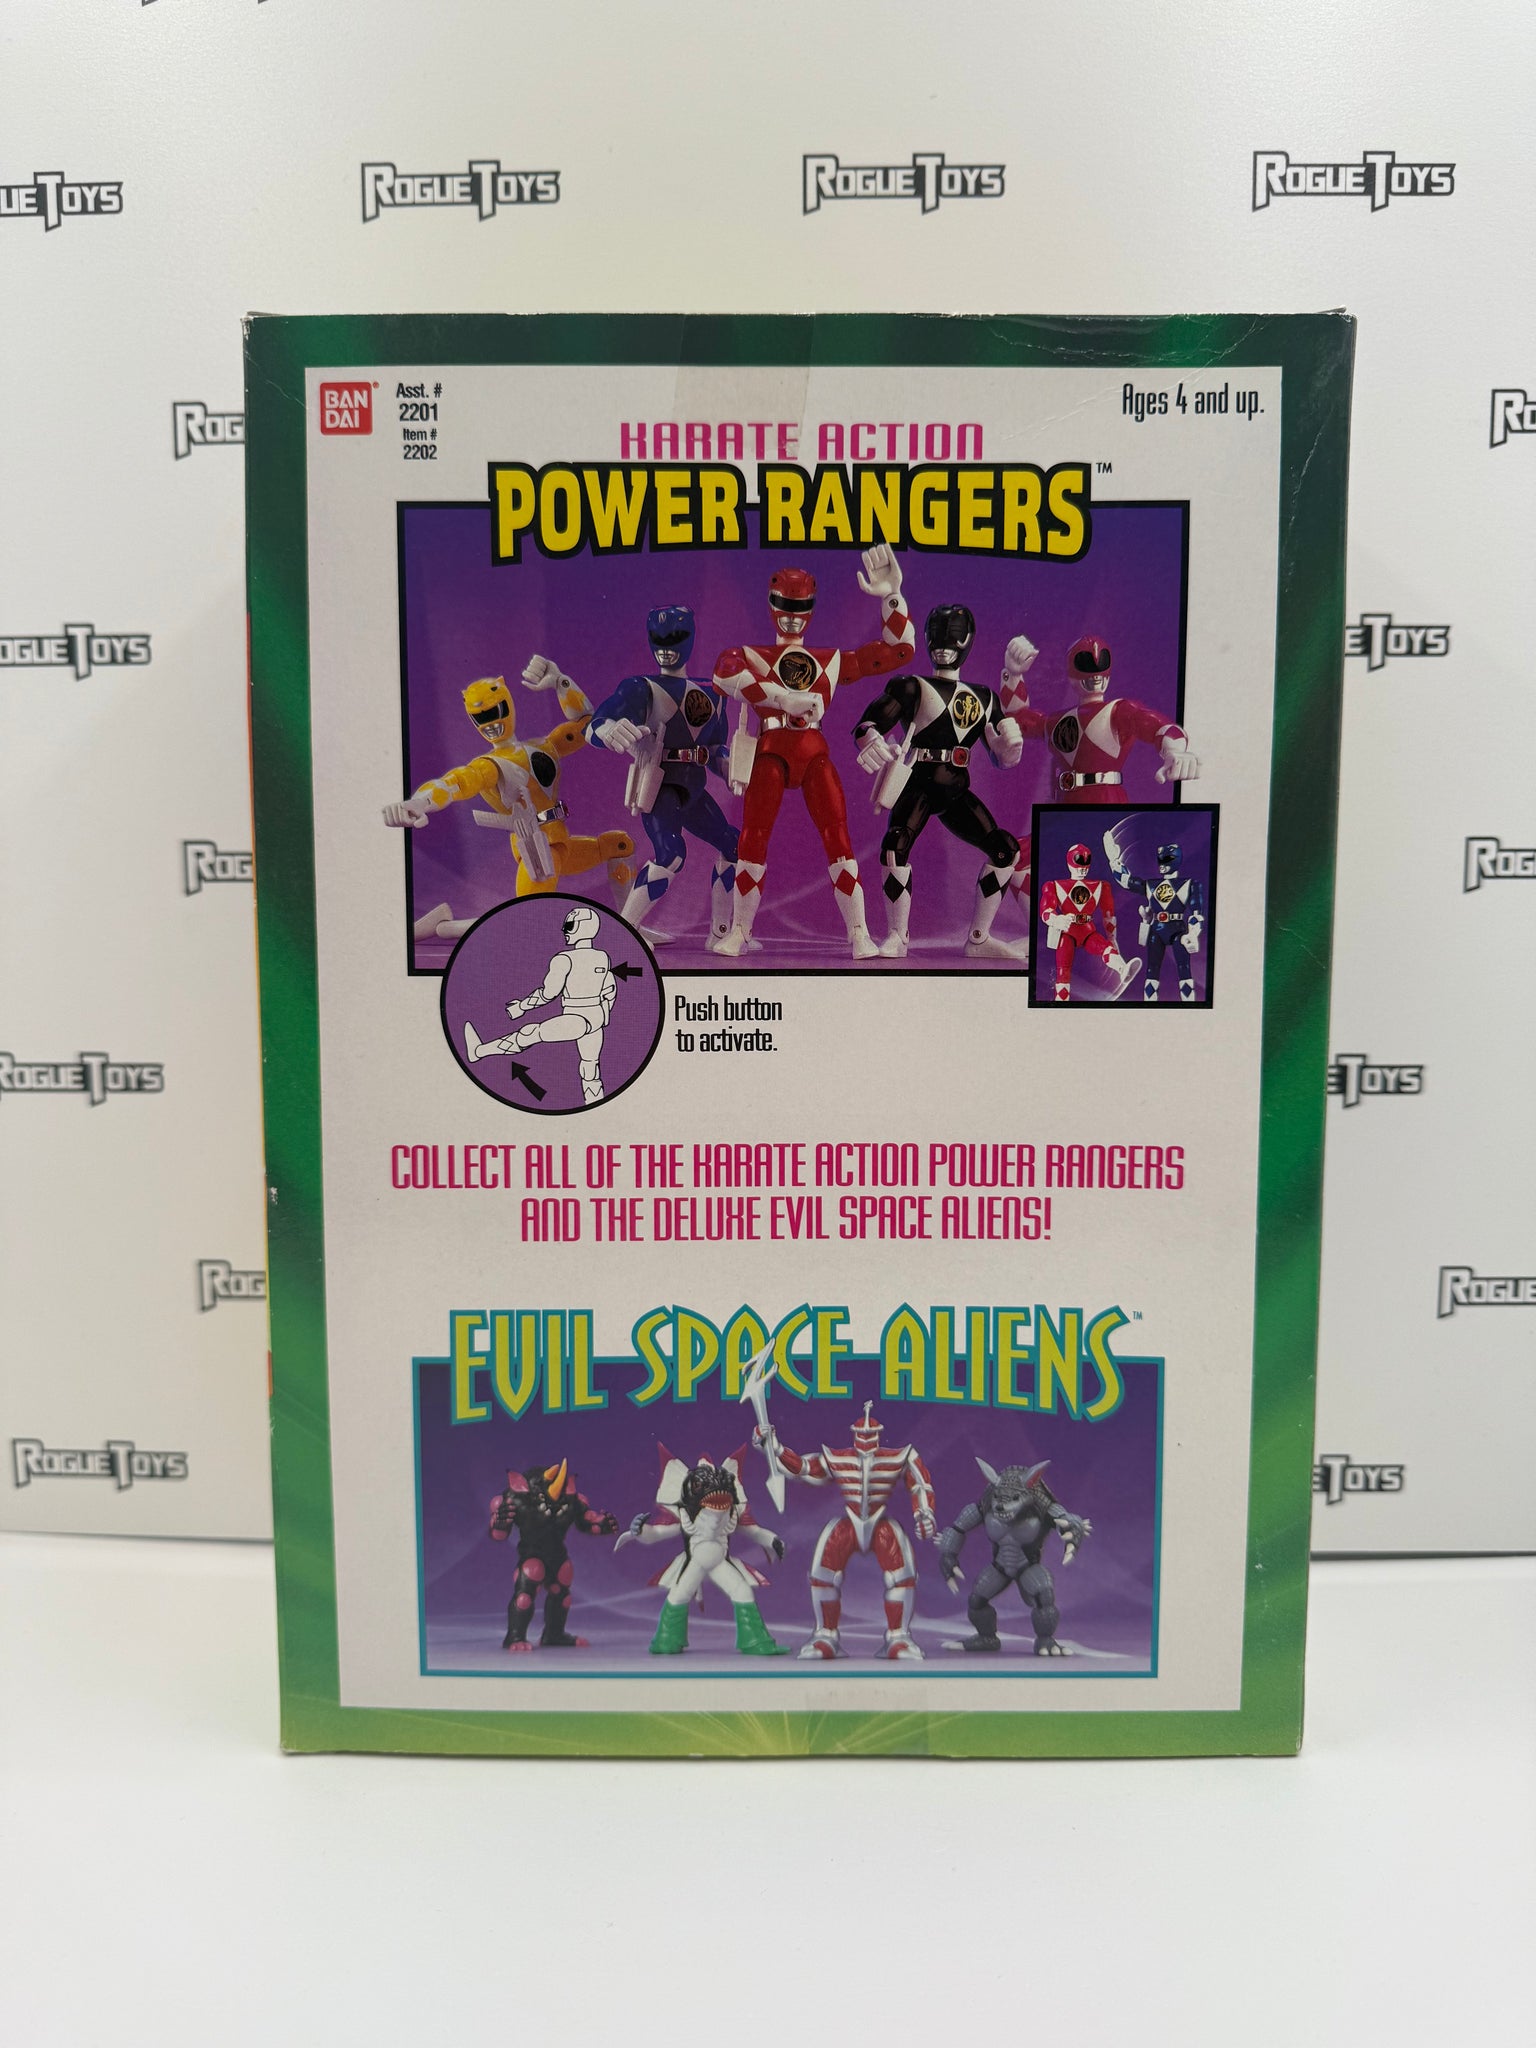 ROGUE TOYS
ROGUE TOYS
ROGUE TOYS
BAN
DAI
®
Asst. #
2201
Item #
2202
Ages 4 and up.
KARATE ACTION
POWER RANGERS™
Push button
to activate.
COLLECT ALL OF THE KARATE ACTION POWER RANGERS
AND THE DELUXE EVIL SPACE ALIENS!
EVIL SPACE ALIENS™
ROGUE TOYS